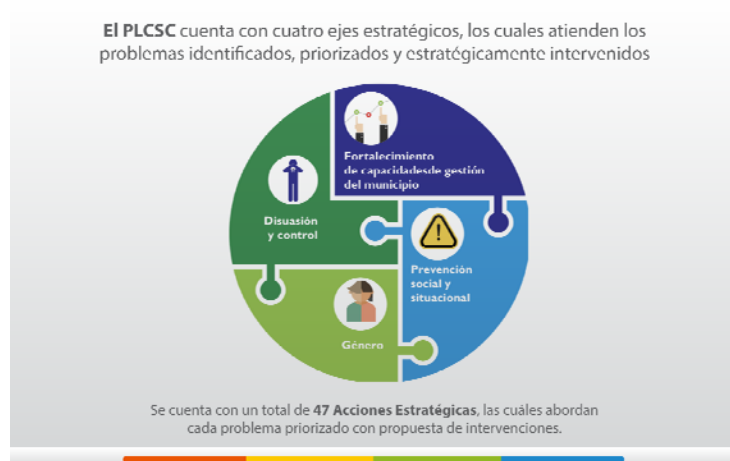 El PLCSC cuenta con cuatro ejes estratégicos, los cuales atienden los
problemas identificados, priorizados y estratégicamente intervenidos
Fortalecimiento
de capacidadesde gestión
del municipio
Disuasión
y control
Prevención
social y
situacional
Género
Se cuenta con un total de 47 Acciones Estratégicas, las cuáles abordan
cada problema priorizado con propuesta de intervenciones.